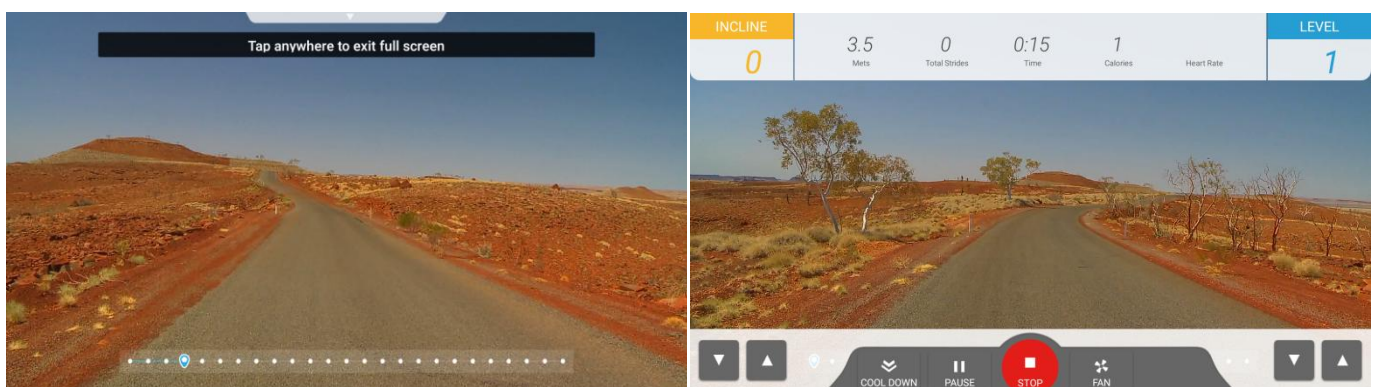 Tap anywhere to exit full screen
INCLINE
0
3.5
Mets
0
Total Strides
0:15
Time
1
Calories
Heart Rate
LEVEL
1
COOL DOWN
PAUSE
STOP
FAN